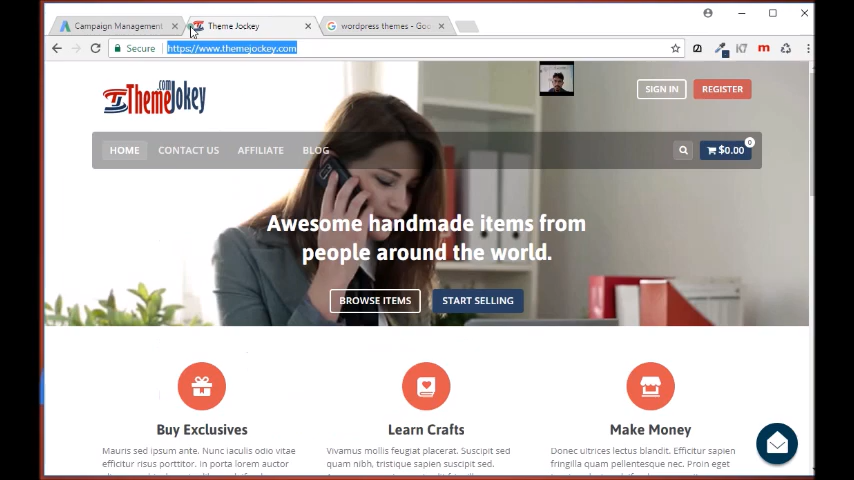 Campaign Management
Theme Jockey
wordpress themes - Goo
Secure
https://www.themejockey.com
ThemeJokey
.com
SIGN IN
REGISTER
HOME
CONTACT US
AFFILIATE
BLOG
$0.00
0
Awesome handmade items from
people around the world.
BROWSE ITEMS
START SELLING
Buy Exclusives
Learn Crafts
Make Money
Mauris sed ipsum ante. Nunc iaculis odio vitae
efficitur risus porttitor. In porta lorem auctor
Vivamus mollis feugiat placerat. Suscipit sed
quam nibh, tristique sapien suscipit sed.
Donec ultrices lectus blandit. Efficitur sapien
fringilla quam pellentesque nec. Proin eget